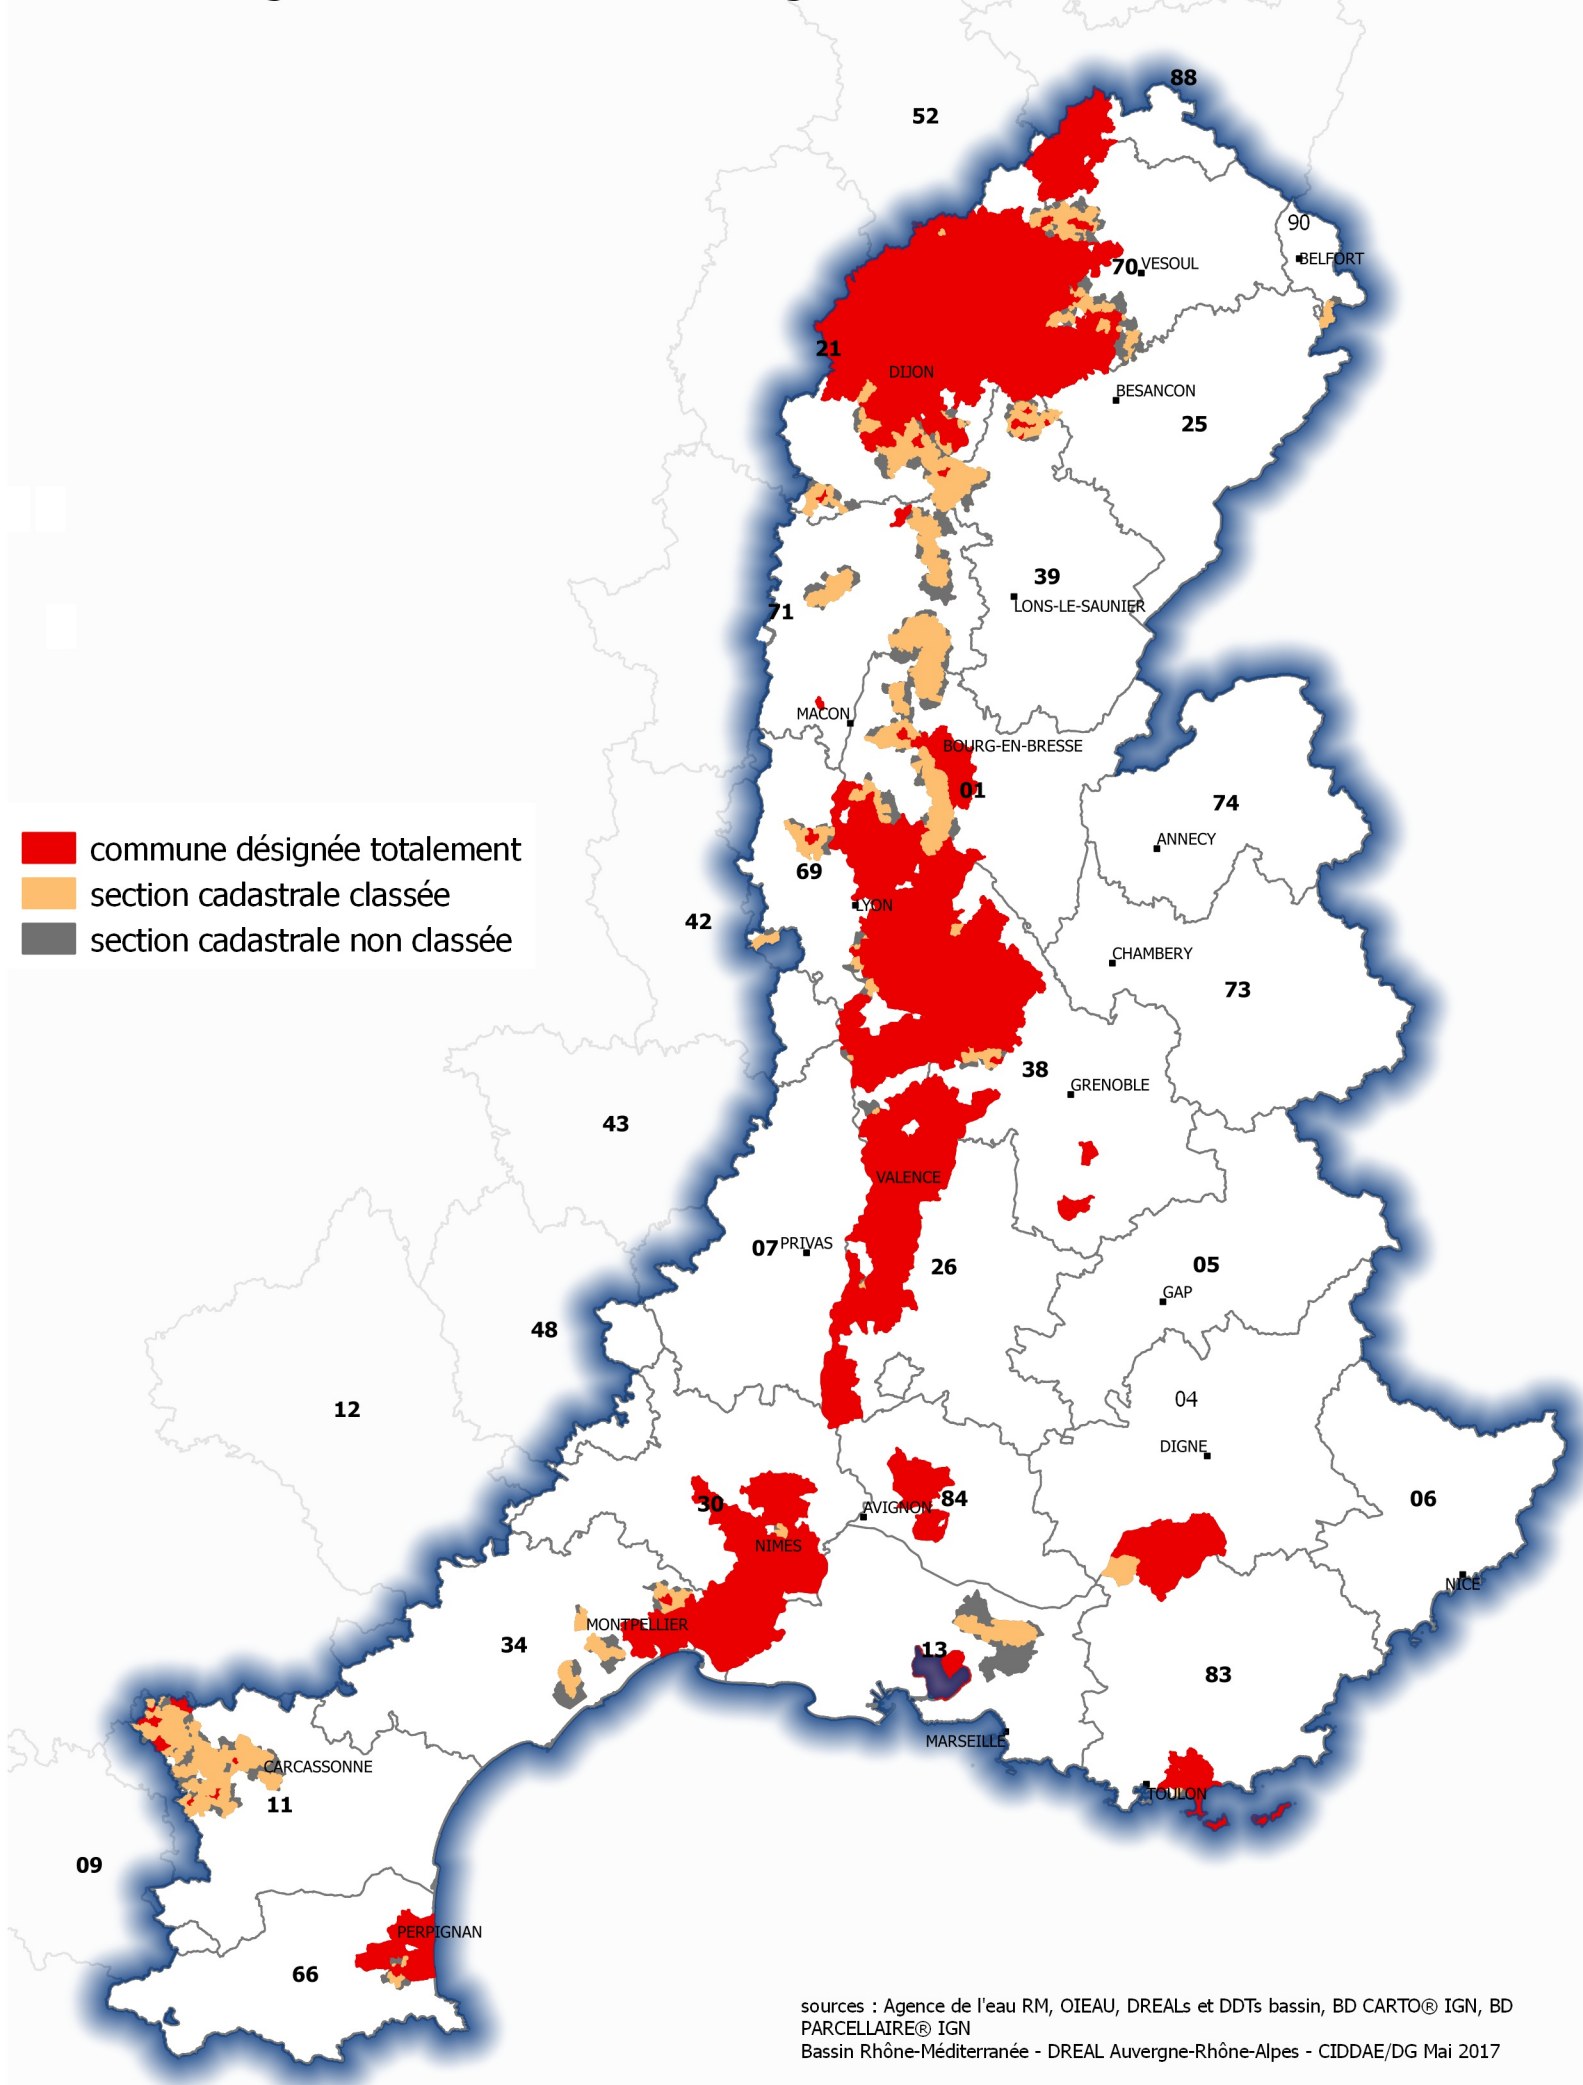 88
52
90
BELFORT
70 VESOUL
21
DIJON
BESANCON
25
39
LONS-LE-SAUNIER
71
MACON
BOURG-EN-BRESSE
01
74
ANNECY
commune désignée totalement
section cadastrale classée
section cadastrale non classée
69
LYON
42
CHAMBERY
73
38
GRENOBLE
43
VALENCE
07 PRIVAS
26
05
GAP
48
04
12
DIGNE
30
AVIGNON
84
06
NIMES
NICE
MONTPELLIER
34
13
83
MARSEILLE
CARCASSONNE
11
TOULON
09
PERPIGNAN
66
sources : Agence de l'eau RM, OIEAU, DREALs et DDTs bassin, BD CARTO® IGN, BD
PARCELLAIRE® IGN
Bassin Rhône-Méditerranée - DREAL Auvergne-Rhône-Alpes - CIDDAE/DG Mai 2017